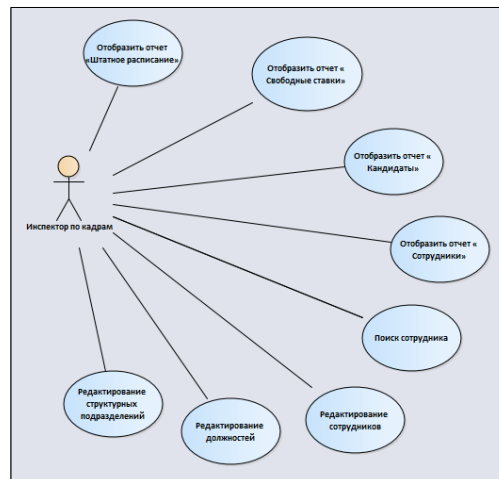 Отобразить отчет
«Штатное расписание»
Отобразить отчет «
Свободные ставки»
Отобразить отчет «
Кандидаты»
Инспектор по кадрам
Отобразить отчет «
Сотрудники»
Поиск сотрудника
Редактирование
структурных
подразделений
Редактирование
должностей
Редактирование
сотрудников